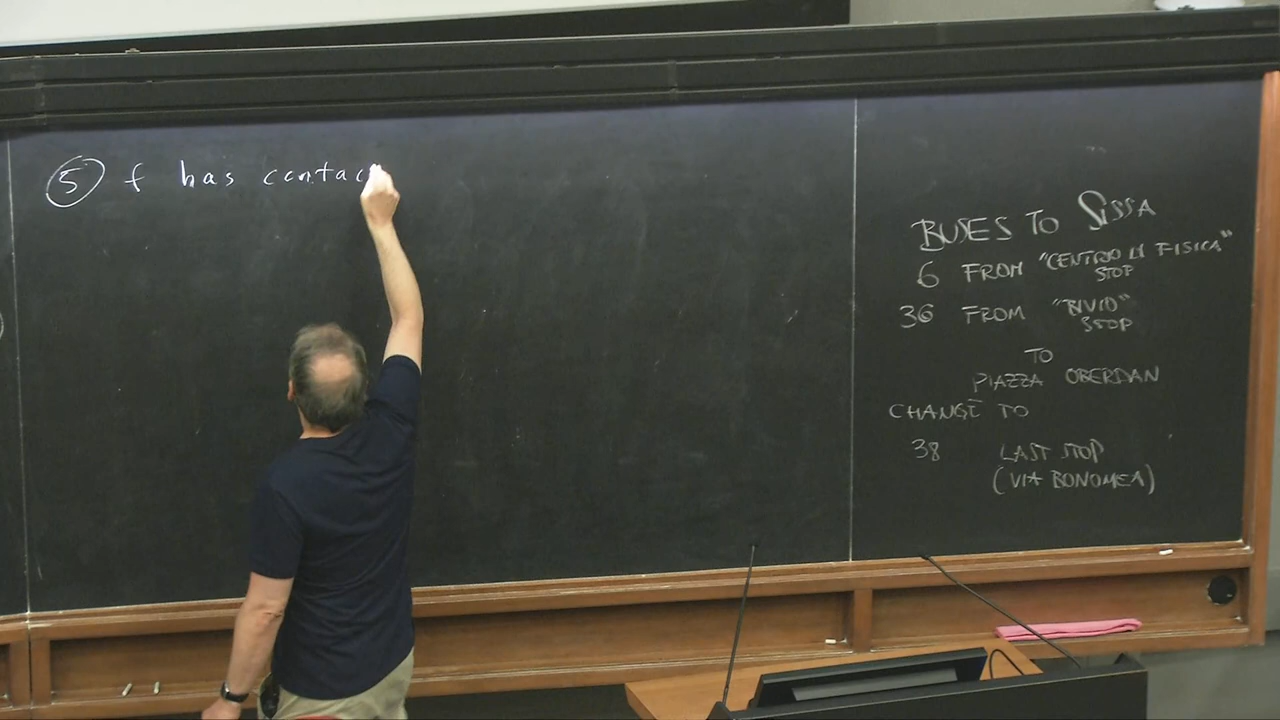 5 f has contac
BUSES TO SISSA
6 FROM "CENTRO DI FISICA"
STOP
36 FROM "BIVIO"
STOP
TO
PIAZZA OBERDAN
CHANGE TO
38 LAST STOP
(VIA BONOMEA)